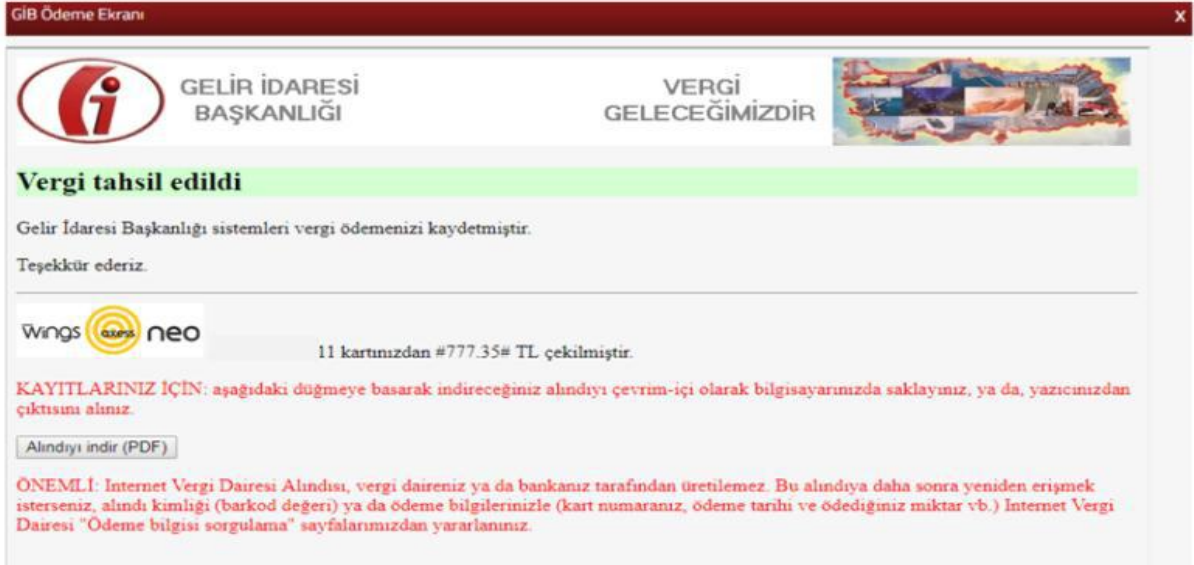 GİB Ödeme Ekranı
X
GELİR İDARESİ
BAŞKANLIĞI
VERGİ
GELECEĞİMİZDİR
Vergi tahsil edildi
Gelir İdaresi Başkanlığı sistemleri vergi ödemenizi kaydetmiştir.
Teşekkür ederiz.
wings axess neo
11 kartınızdan #777.35# TL çekilmiştir.
KAYITLARINIZ İÇİN: aşağıdaki düğmeye basarak indireceğiniz alındıyı çevrim-içi olarak bilgisayarınızda saklayınız, ya da, yazıcınızdan
çıktısını alınız.
Alındıyı indir (PDF)
ÖNEMLİ: Internet Vergi Dairesi Alındısı, vergi daireniz ya da bankanız tarafından üretilemez. Bu alındıya daha sonra yeniden erişmek
isterseniz, alındı kimliği (barkod değeri) ya da ödeme bilgilerinizle (kart numaranız, ödeme tarihi ve ödediğiniz miktar vb.) Internet Vergi
Dairesi "Ödeme bilgisi sorgulama" sayfalarımızdan yararlanınız.